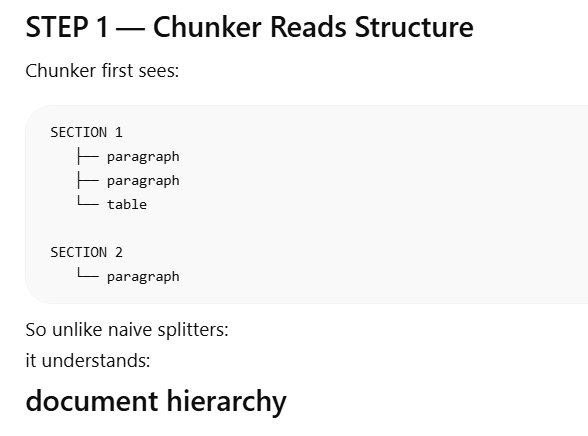 STEP 1 — Chunker Reads Structure
Chunker first sees:
SECTION 1
├── paragraph
├── paragraph
└── table
SECTION 2
└── paragraph
So unlike naive splitters:
it understands:
document hierarchy